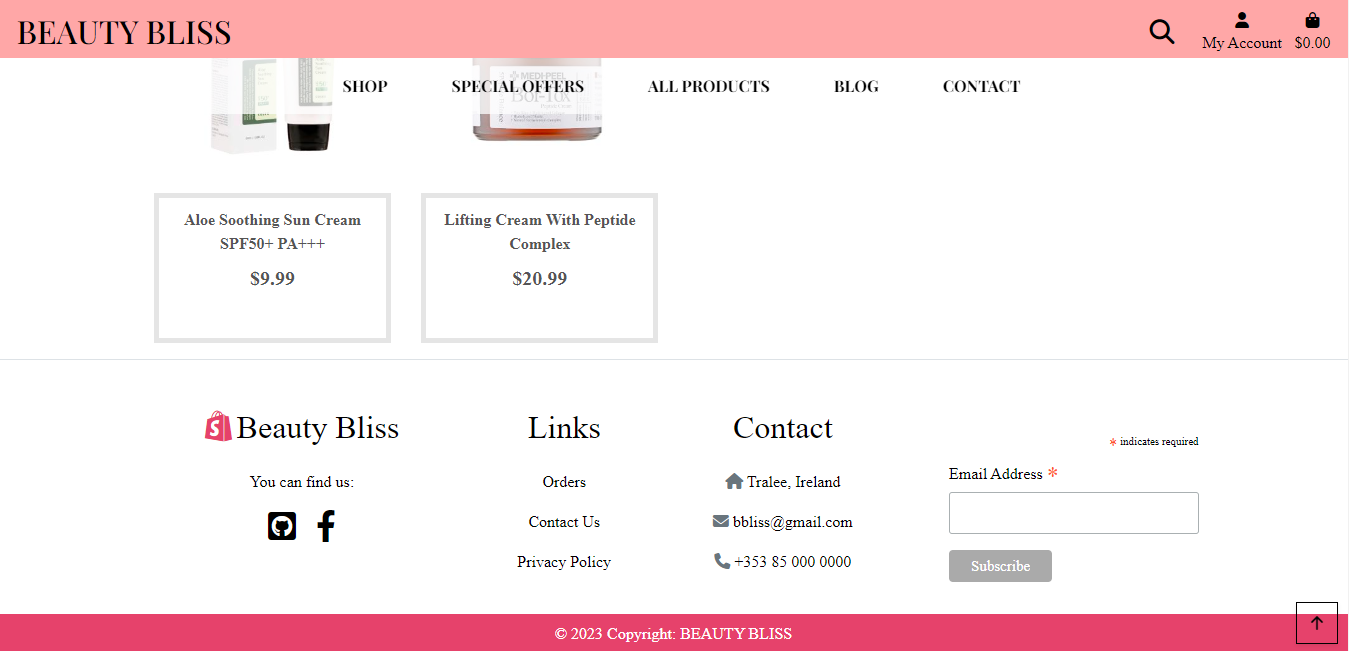 BEAUTY BLISS
My Account
$0.00
SHOP
SPECIAL OFFERS
ALL PRODUCTS
BLOG
CONTACT
MEDI-PEEL
Bor-Tox
Aloe Soothing Sun Cream
SPF50+ PA+++
$9.99
Lifting Cream With Peptide
Complex
$20.99
Beauty Bliss
You can find us:
Links
Orders
Contact Us
Privacy Policy
Contact
Tralee, Ireland
bbliss@gmail.com
+353 85 000 0000
* indicates required
Email Address *
Subscribe
© 2023 Copyright: BEAUTY BLISS